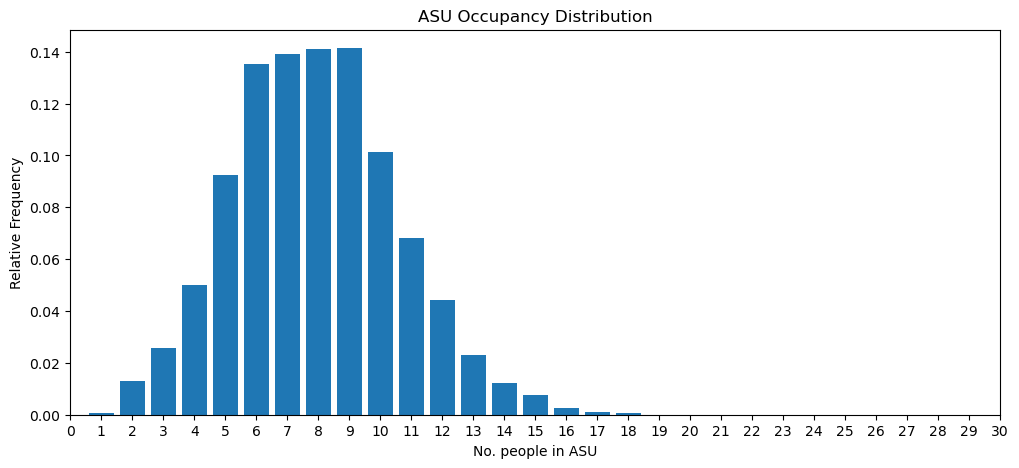 ASU Occupancy Distribution
Relative Frequency
0.14
0.12
0.10
0.08
0.06
0.04
0.02
0.00
0 1 2 3 4 5 6 7 8 9 10 11 12 13 14 15 16 17 18 19 20 21 22 23 24 25 26 27 28 29 30
No. people in ASU